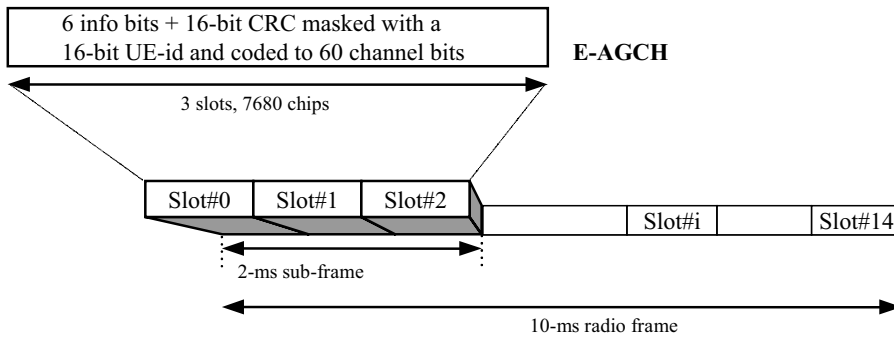 6 info bits + 16-bit CRC masked with a
16-bit UE-id and coded to 60 channel bits
E-AGCH
3 slots, 7680 chips
Slot#0
Slot#1
Slot#2
Slot#i
Slot#14
2-ms sub-frame
10-ms radio frame